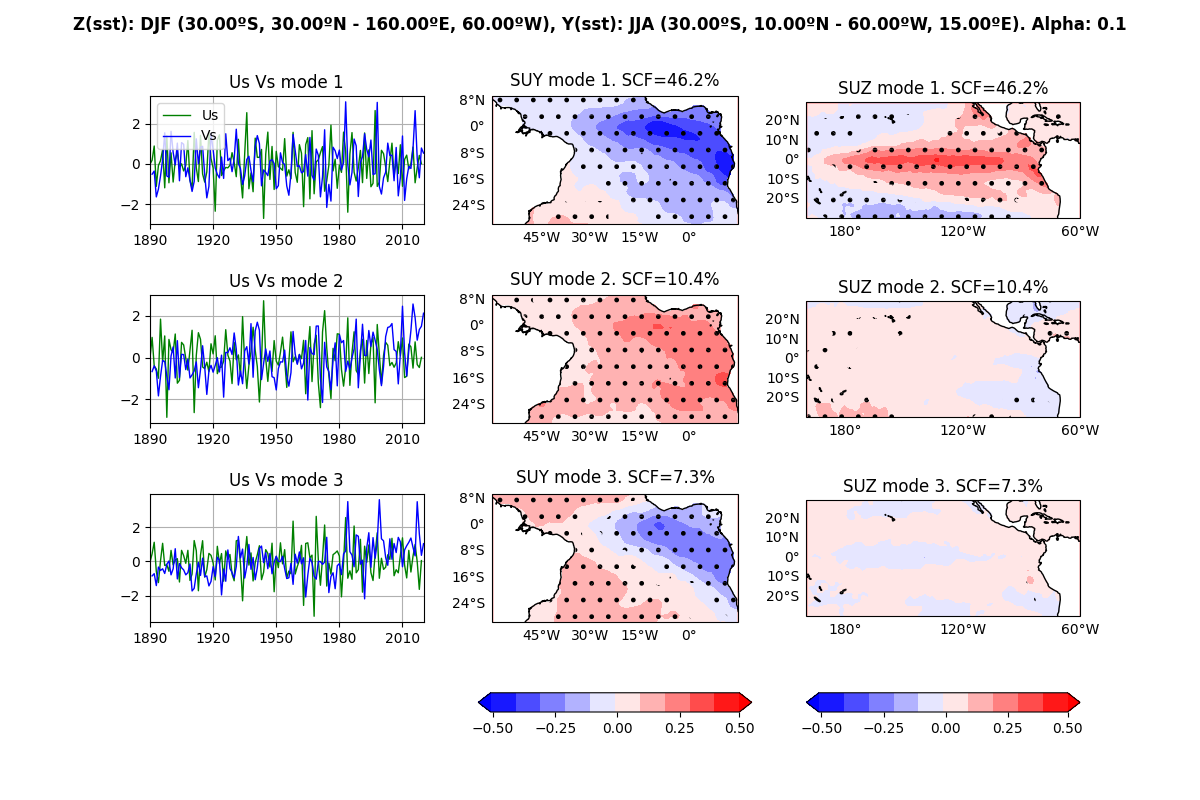 Z(sst): DJF (30.00ºS, 30.00ºN - 160.00ºE, 60.00ºW), Y(sst): JJA (30.00ºS, 10.00ºN - 60.00ºW, 15.00ºE). Alpha: 0.1
Us Vs mode 1
Us
Vs
2
0
−2
1890 1920 1950 1980 2010
SUY mode 1. SCF=46.2%
8°N
0°
8°S
16°S
24°S
45°W 30°W 15°W 0°
SUZ mode 1. SCF=46.2%
20°N
10°N
0°
10°S
20°S
180° 120°W 60°W
Us Vs mode 2
2
0
−2
1890 1920 1950 1980 2010
SUY mode 2. SCF=10.4%
8°N
0°
8°S
16°S
24°S
45°W 30°W 15°W 0°
SUZ mode 2. SCF=10.4%
20°N
10°N
0°
10°S
20°S
180° 120°W 60°W
Us Vs mode 3
2
0
−2
1890 1920 1950 1980 2010
SUY mode 3. SCF=7.3%
8°N
0°
8°S
16°S
24°S
45°W 30°W 15°W 0°
SUZ mode 3. SCF=7.3%
20°N
10°N
0°
10°S
20°S
180° 120°W 60°W
−0.50 −0.25 0.00 0.25 0.50
−0.50 −0.25 0.00 0.25 0.50